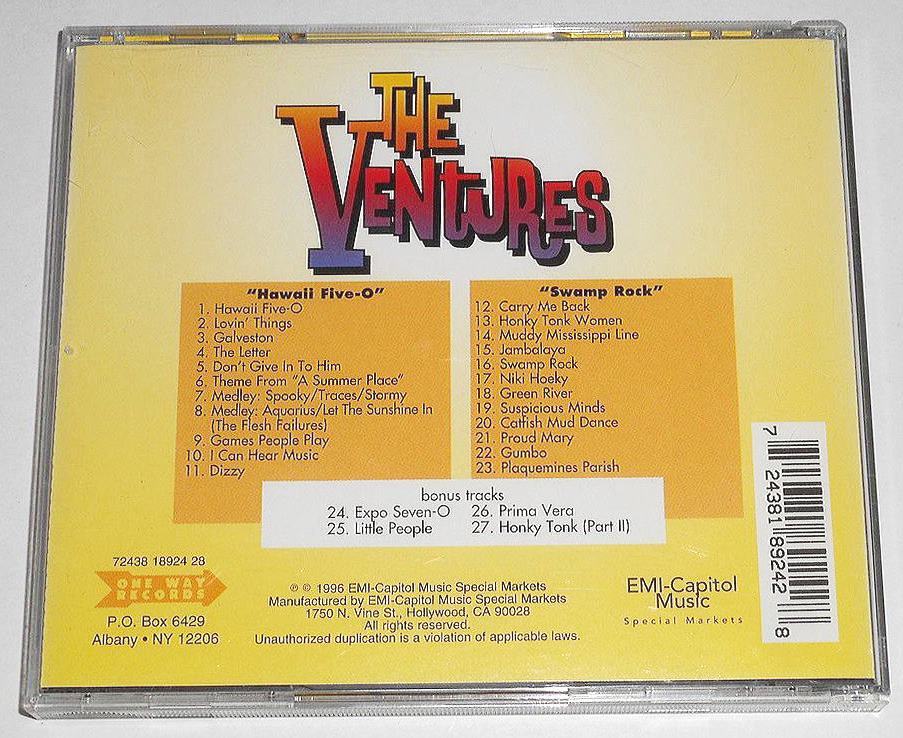 THE
VENTURES
"Hawaii Five-O"
1. Hawaii Five-O
2. Lovin' Things
3. Galveston
4. The Letter
5. Don't Give In To Him
6. Theme From "A Summer Place"
7. Medley: Spooky/Traces/Stormy
8. Medley: Aquarius/Let The Sunshine In
(The Flesh Failures)
9. Games People Play
10. I Can Hear Music
11. Dizzy
"Swamp Rock"
12. Carry Me Back
13. Honky Tonk Women
14. Muddy Mississippi Line
15. Jambalaya
16. Swamp Rock
17. Niki Hoeky
18. Green River
19. Suspicious Minds
20. Catfish Mud Dance
21. Proud Mary
22. Gumbo
23. Plaquemines Parish
bonus tracks
24. Expo Seven-O
25. Little People
26. Prima Vera
27. Honky Tonk (Part II)
72438 18924 28
ONE WAY
RECORDS
P.O. Box 6429
Albany • NY 12206
℗ © 1996 EMI-Capitol Music Special Markets
Manufactured by EMI-Capitol Music Special Markets
1750 N. Vine St., Hollywood, CA 90028
All rights reserved.
Unauthorized duplication is a violation of applicable laws.
EMI-Capitol
Music
Special Markets
7 24381 89242 8